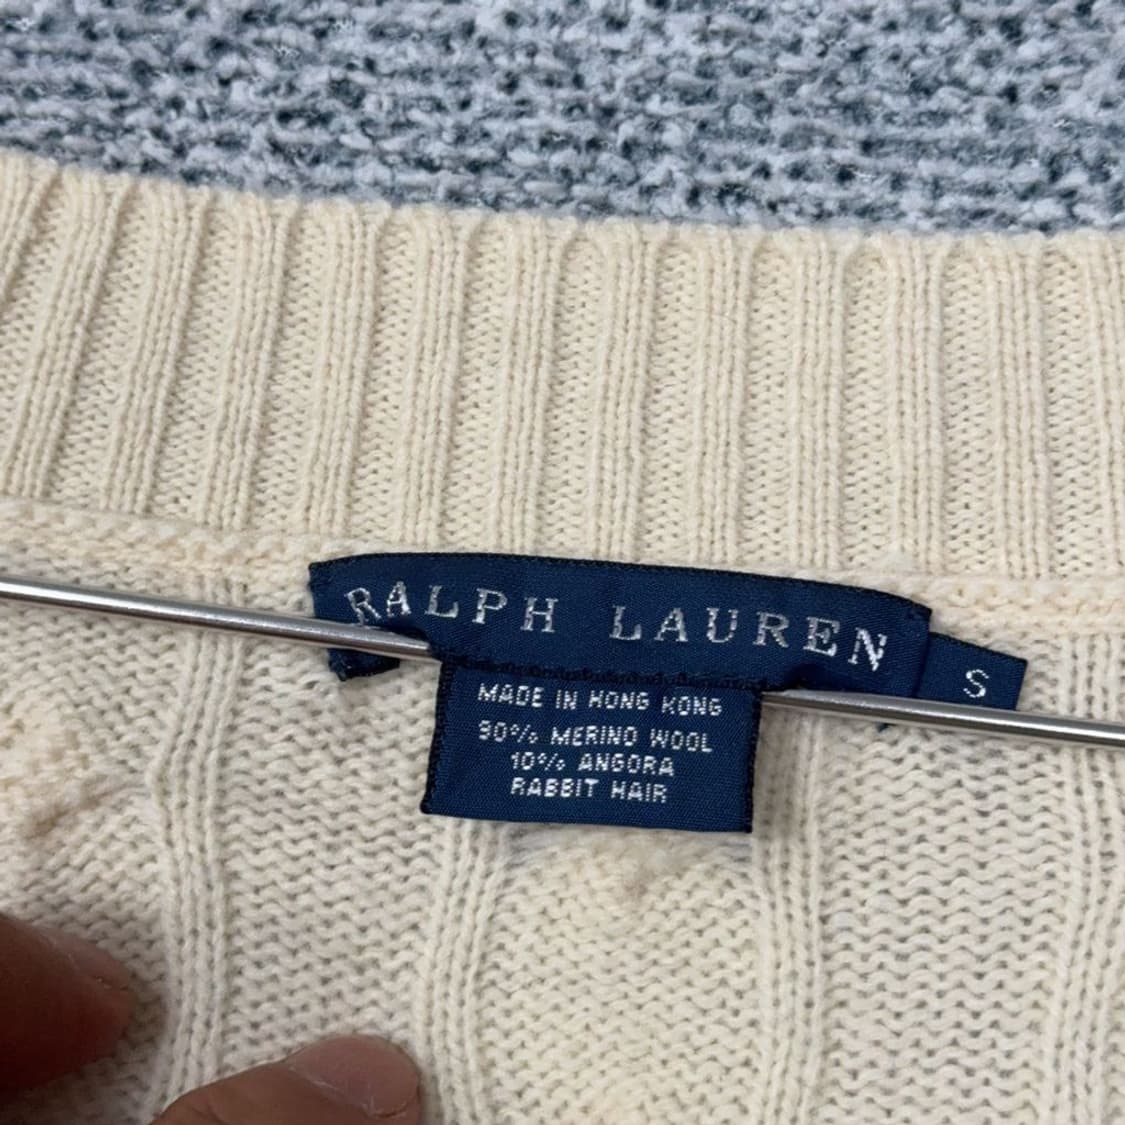 RALPH LAUREN
S
MADE IN HONG KONG
90% MERINO WOOL
10% ANGORA
RABBIT HAIR